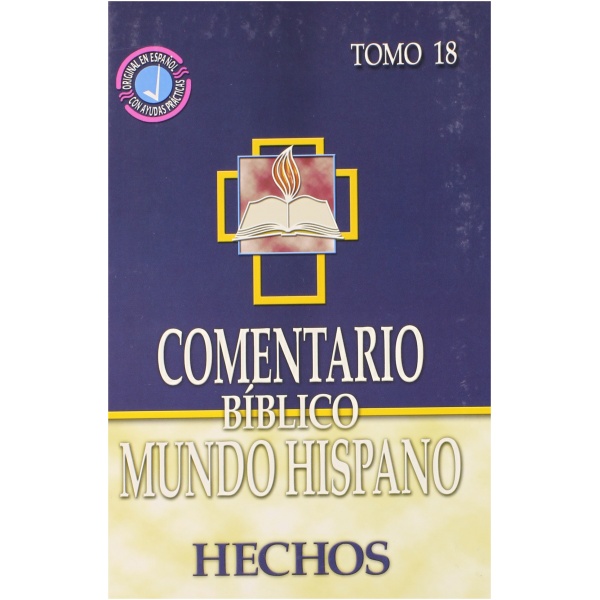 TOMO 18
ORIGINAL EN ESPAÑOL
CON AYUDAS PRÁCTICAS
COMENTARIO
BÍBLICO
MUNDO HISPANO
HECHOS